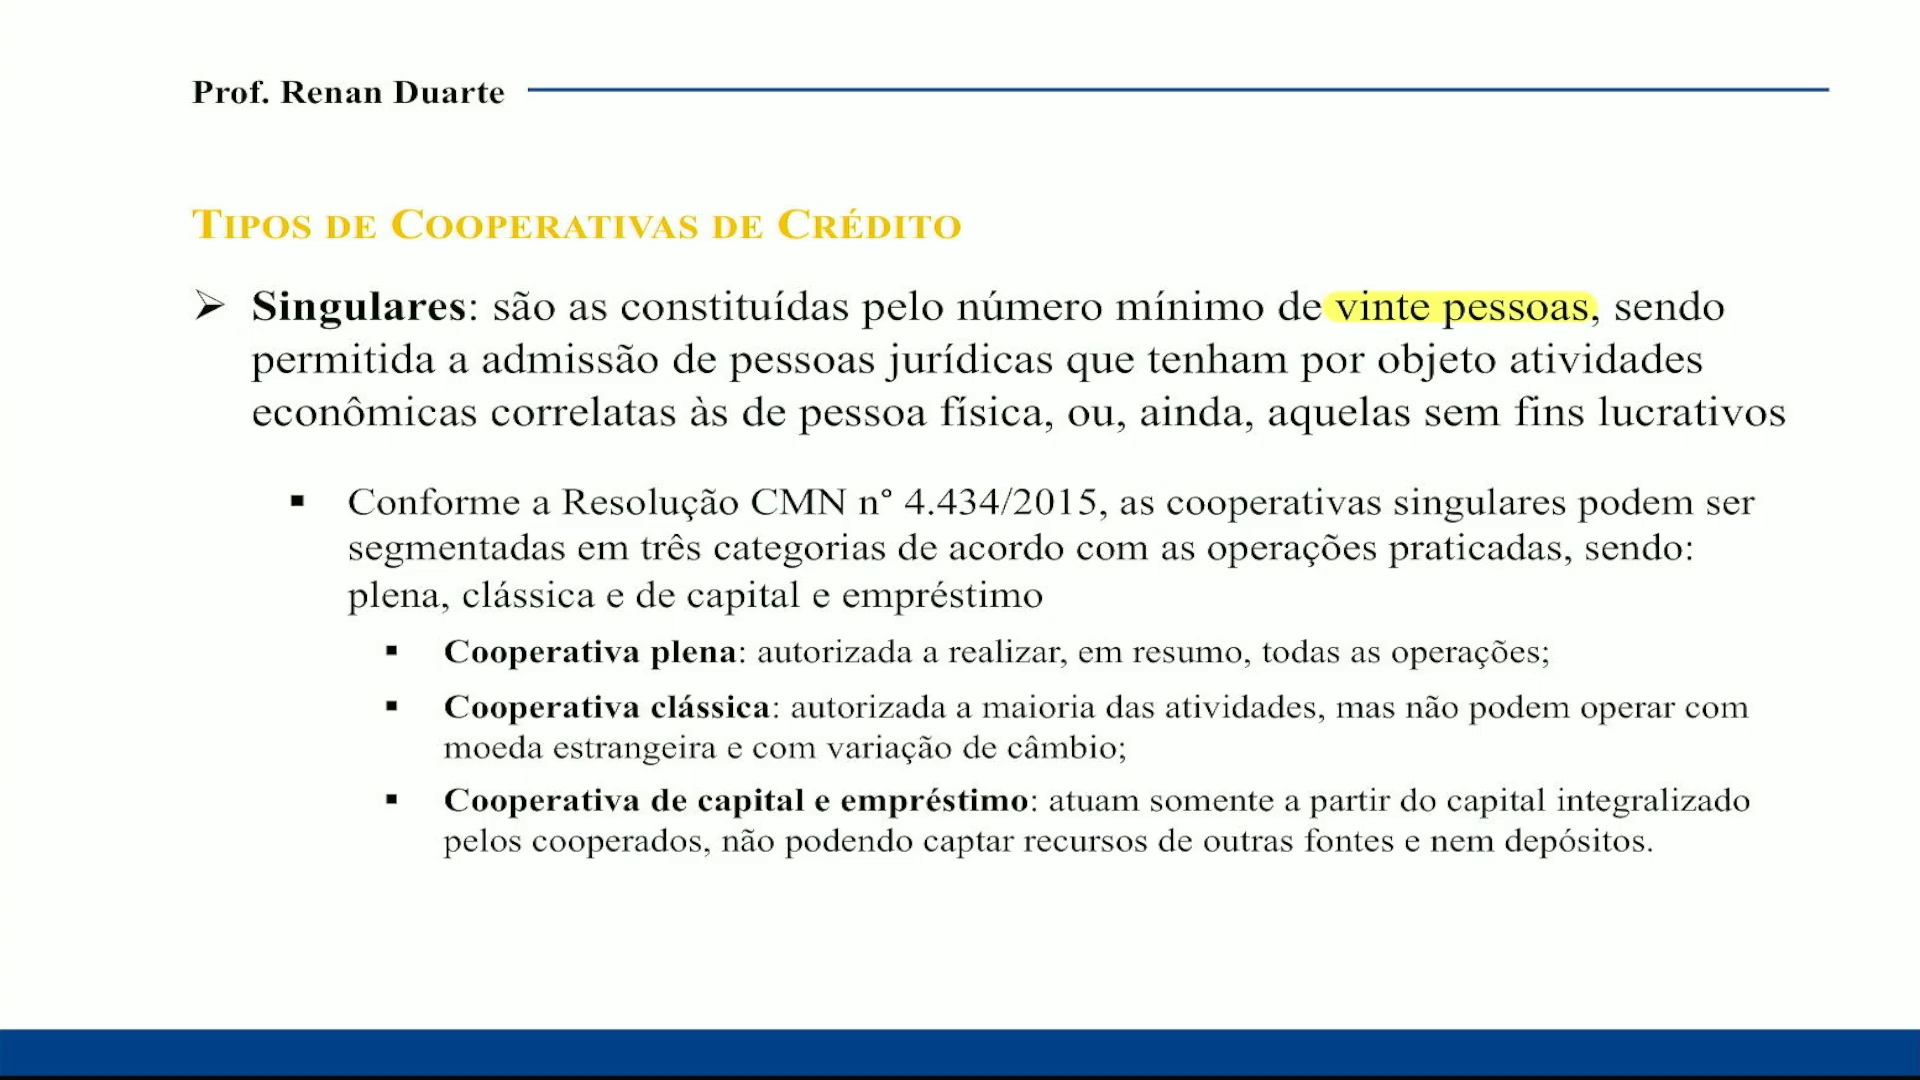 Prof. Renan Duarte
TIPOS DE COOPERATIVAS DE CRÉDITO
➢ Singulares: são as constituídas pelo número mínimo de vinte pessoas, sendo
permitida a admissão de pessoas jurídicas que tenham por objeto atividades
econômicas correlatas às de pessoa física, ou, ainda, aquelas sem fins lucrativos
▪ Conforme a Resolução CMN n° 4.434/2015, as cooperativas singulares podem ser
segmentadas em três categorias de acordo com as operações praticadas, sendo:
plena, clássica e de capital e empréstimo
▪ Cooperativa plena: autorizada a realizar, em resumo, todas as operações;
▪ Cooperativa clássica: autorizada a maioria das atividades, mas não podem operar com
moeda estrangeira e com variação de câmbio;
▪ Cooperativa de capital e empréstimo: atuam somente a partir do capital integralizado
pelos cooperados, não podendo captar recursos de outras fontes e nem depósitos.